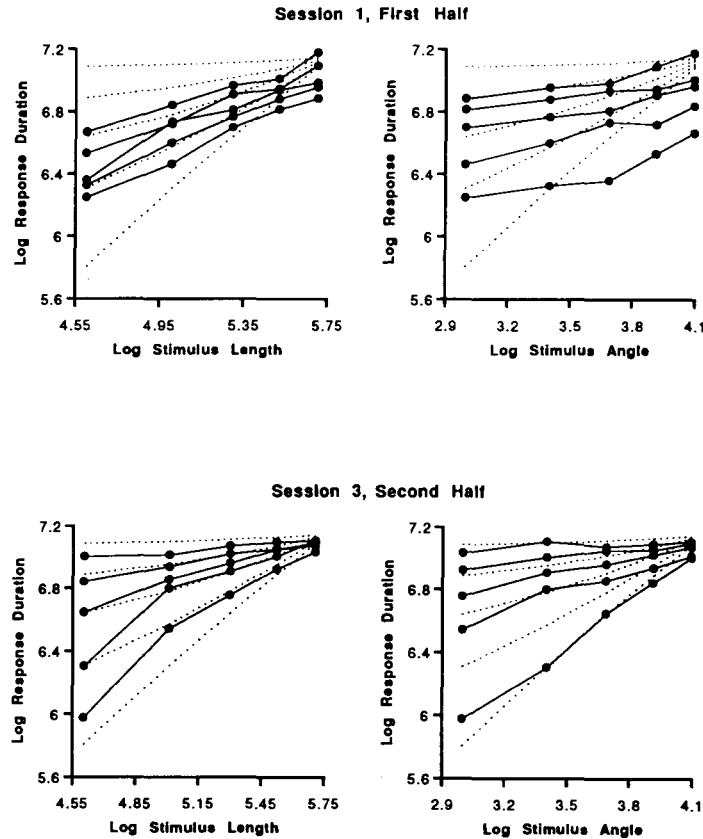 Session 1, First Half
7.2
6.8
6.4
6
5.6
Log Response Duration
4.55 4.95 5.35 5.75
Log Stimulus Length
7.2
6.8
6.4
6
5.6
Log Response Duration
2.9 3.2 3.5 3.8 4.1
Log Stimulus Angle
Session 3, Second Half
7.2
6.8
6.4
6
5.6
Log Response Duration
4.55 4.85 5.15 5.45 5.75
Log Stimulus Length
7.2
6.8
6.4
6
5.6
Log Response Duration
2.9 3.2 3.5 3.8 4.1
Log Stimulus Angle